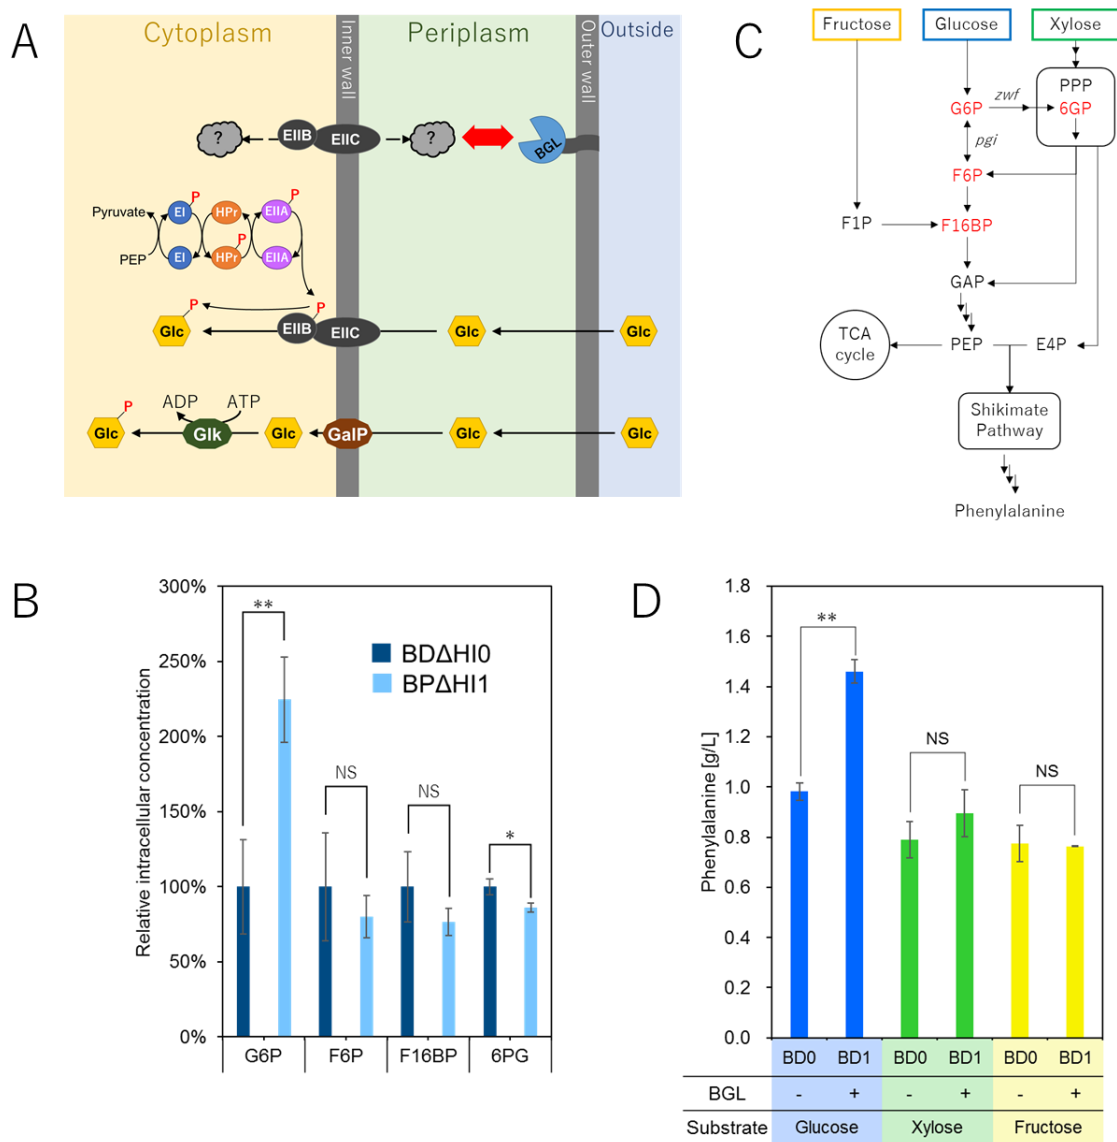 A
Cytoplasm
Inner wall
Periplasm
Outer wall
Outside
?
EIIB
EIIC
?
BGL
P
P
Pyruvate
EI
HPr
EIIA
P
PEP
EI
HPr
EIIA
P
P
Glc
EIIB
EIIC
Glc
Glc
ADP
ATP
P
Glc
Glk
Glc
GalP
Glc
Glc
C
Fructose
Glucose
Xylose
PPP
G6P
zwf
6GP
pgi
F6P
F1P
F16BP
GAP
TCA
cycle
PEP
E4P
Shikimate
Pathway
Phenylalanine
B
Relative intracellular concentration
300%
250%
200%
150%
100%
50%
0%
**
NS
NS
*
BDΔHI0
BPΔHI1
G6P
F6P
F16BP
6PG
D
Phenylalanine [g/L]
1.8
1.6
1.4
1.2
1.0
0.8
0.6
0.4
0.2
0.0
**
NS
NS
BD0 BD1 BD0 BD1 BD0 BD1
BGL - + - + - +
Substrate Glucose Xylose Fructose